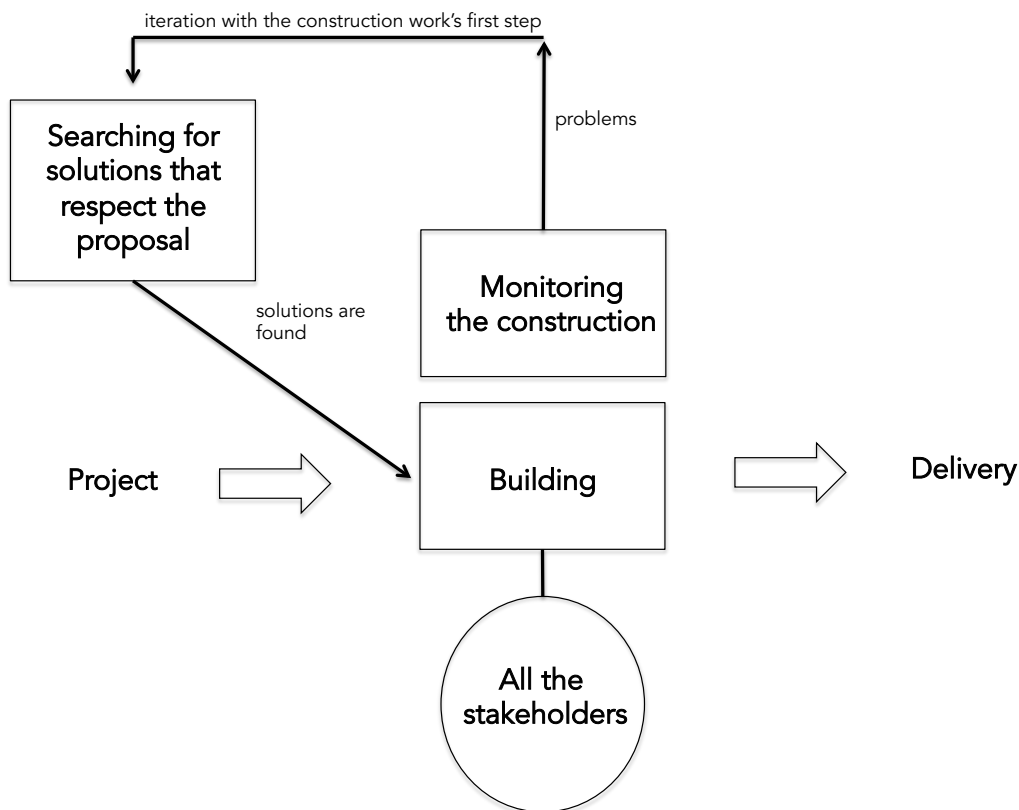 iteration with the construction work's first step
problems
Searching for
solutions that
respect the
proposal
Monitoring
the construction
solutions are
found
Project
Building
Delivery
All the
stakeholders